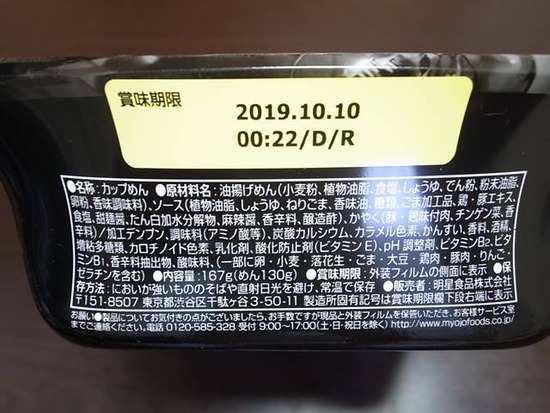 賞味期限
2019.10.10
00:22/D/R
●名称:カップめん ●原材料名:油揚げめん(小麦粉、植物油脂、食塩、しょうゆ、でん粉、粉末油脂、
卵粉、香味調味料)、ソース(植物油脂、しょうゆ、ねりごま、香味油、糖類、ごま加工品、鶏・豚エキス、
食塩、甜麺醤、たん白加水分解物、麻辣醤、香辛料、醸造酢)、かやく(豚・鶏味付肉、チンゲン菜、香
辛料)/加工デンプン、調味料(アミノ酸等)、炭酸カルシウム、カラメル色素、かんすい、香料、酒精、
増粘多糖類、カロチノイド色素、乳化剤、酸化防止剤(ビタミンE)、pH調整剤、ビタミンB₂、ビタ
ミンB₁、香辛料抽出物、酸味料、(一部に卵・小麦・落花生・ごま・大豆・鶏肉・豚肉・りんご・
ゼラチンを含む) ●内容量:167g(めん130g) ●賞味期限:外装フィルムの側面に表示 ●保
存方法:においが強いもののそばや直射日光を避け、常温で保存 ●販売者:明星食品株式会社
〒151-8567 東京都渋谷区千駄ヶ谷3-50-11 製造所固有記号は賞味期限欄下段右端に表示
お願い●製品についてお気付きの点がございましたら、お手数ですが現品と外装フィルムを保管いただき、お客様サービス室
までご連絡ください。●電話 0120-585-328 受付 9:00〜17:00(土・日・祝日を除く) http://www.myojofoods.co.jp/